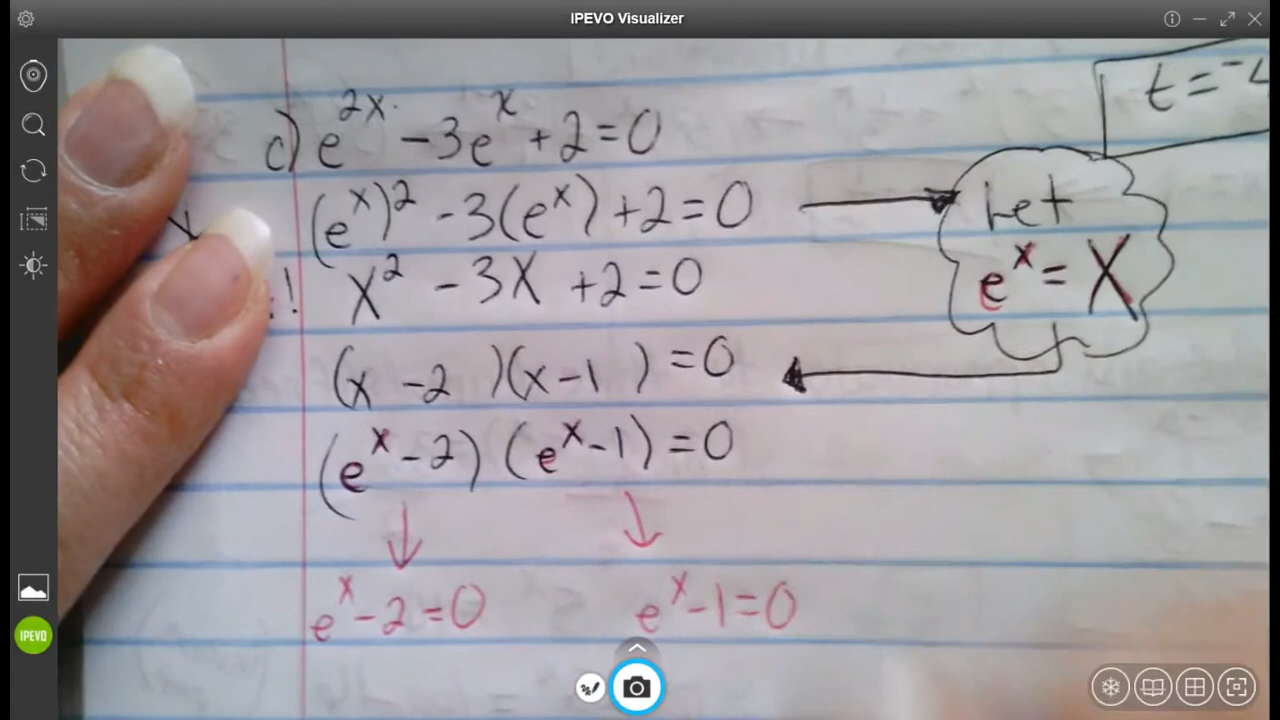 IPEVO Visualizer
t = -4
c) e^{2x} - 3e^x + 2 = 0
(e^x)^2 - 3(e^x) + 2 = 0
Let
e^x = X
! X^2 - 3X + 2 = 0
(x - 2)(x - 1) = 0
(e^x - 2)(e^x - 1) = 0
e^x - 2 = 0 e^x - 1 = 0
IPEVO